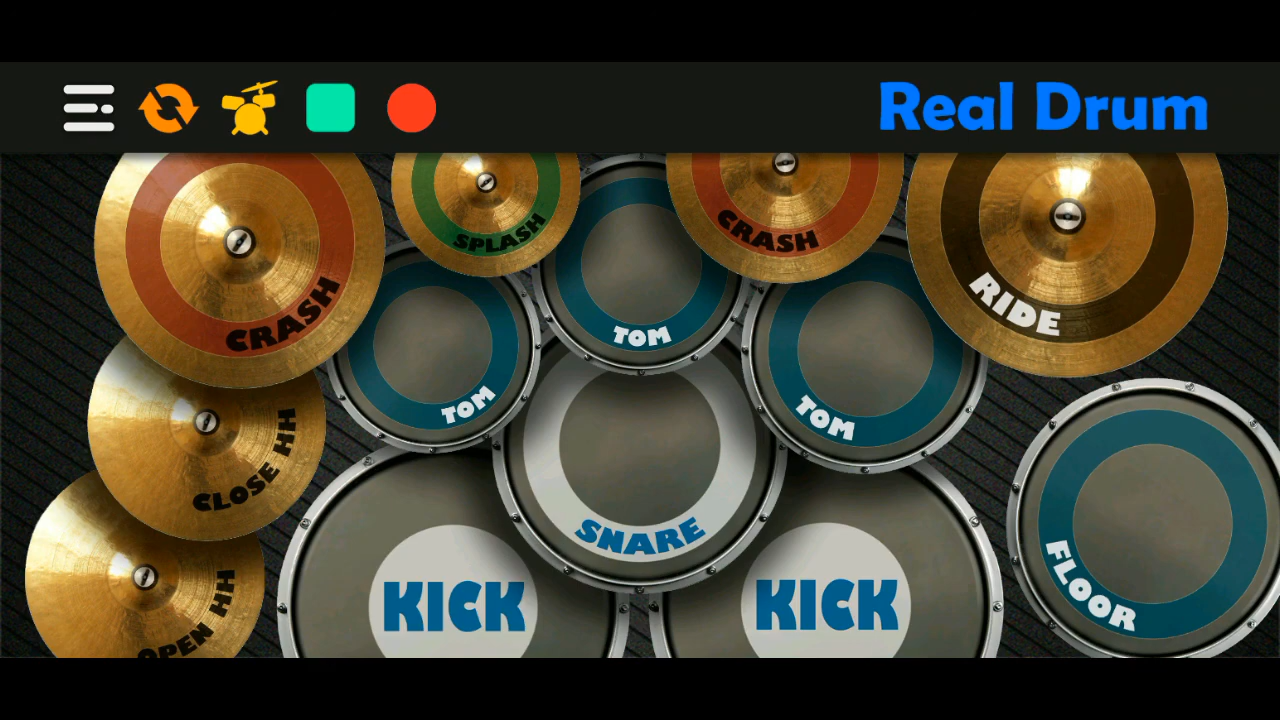 Real Drum
CRASH
SPLASH
CRASH
RIDE
TOM
TOM
TOM
CLOSE HH
SNARE
OPEN HH
KICK
KICK
FLOOR